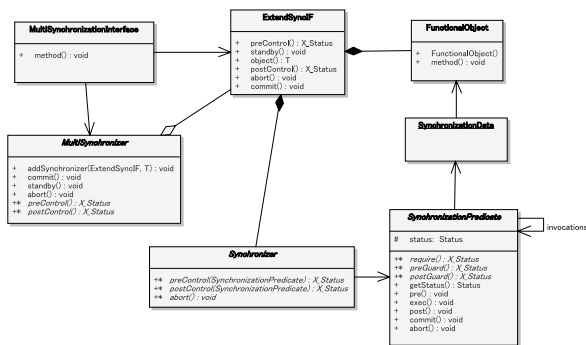 MultiSynchronizationInterface
+ method() : void
ExtendSyncIF
+ preControl() : X_Status
+ standby() : void
+ object() : T
+ postControl() : X_Status
+ abort() : void
+ commit() : void
FunctionalObject
+ FunctionalObject()
+ method() : void
MultiSynchronizer
+ addSynchronizer(ExtendSyncIF, T) : void
+ commit() : void
+ standby() : void
+ abort() : void
+* preControl() : X_Status
+* postControl() : X_Status
SynchronizationData
Synchronizer
+* preControl(SynchronizationPredicate) : X_Status
+* postControl(SynchronizationPredicate) : X_Status
+* abort() : void
SynchronizationPredicate
# status: Status
+* require() : X_Status
+* preGuard() : X_Status
+* postGuard() : X_Status
+ getStatus() : Status
+ pre() : void
+ exec() : void
+ post() : void
+ commit() : void
+ abort() : void
invocations